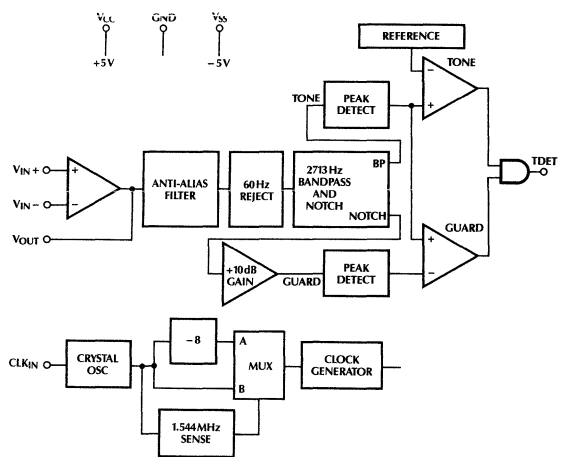 VCC
GND
VSS
+5V
-5V
REFERENCE
TONE
-
+
TONE
PEAK
DETECT
VIN+
+
VIN-
-
VOUT
ANTI-ALIAS
FILTER
60Hz
REJECT
2713Hz
BANDPASS
AND
NOTCH
BP
NOTCH
TDET
+10dB
GAIN
GUARD
PEAK
DETECT
+
-
GUARD
CLKIN
CRYSTAL
OSC
-8
A
B
MUX
CLOCK
GENERATOR
1.544MHz
SENSE